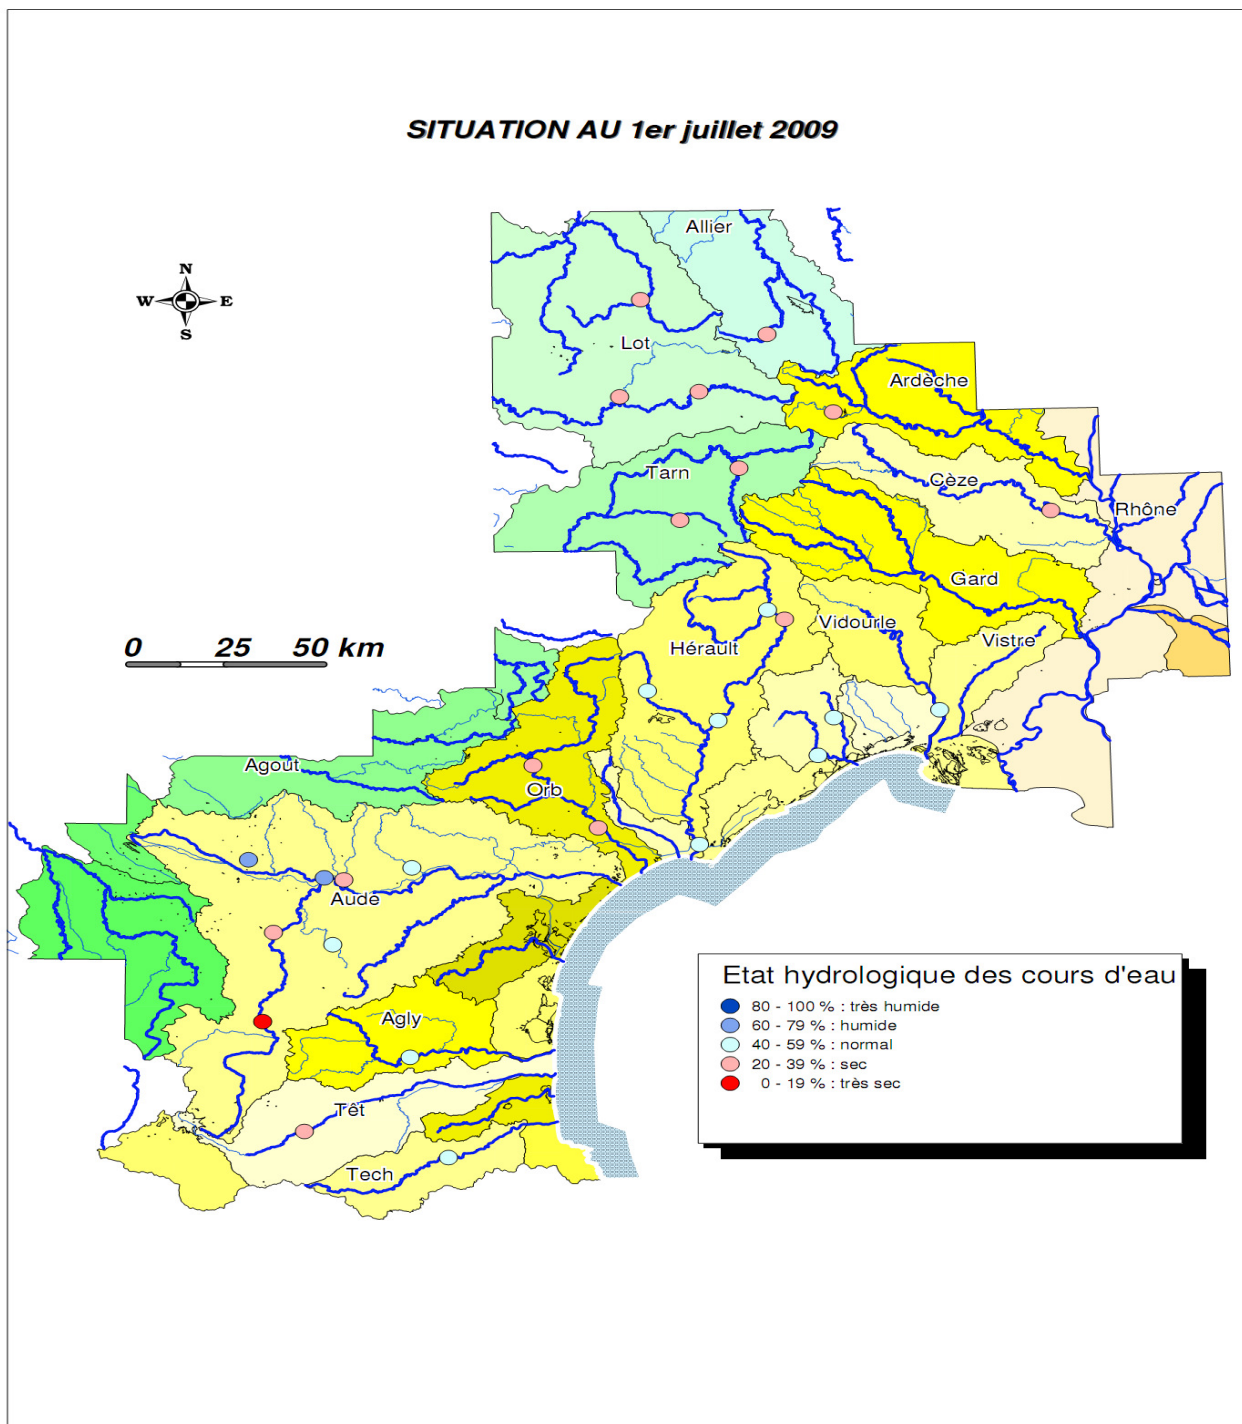 SITUATION AU 1er juillet 2009
Allier
N
W E
S
Lot
Ardèche
Tarn
Cèze
Rhône
Gard
Vidourle
0 25 50 km
Hérault
Vistre
Agout
Orb
Aude
Etat hydrologique des cours d'eau
80 - 100 % : très humide
60 - 79 % : humide
40 - 59 % : normal
20 - 39 % : sec
0 - 19 % : très sec
Agly
Têt
Tech